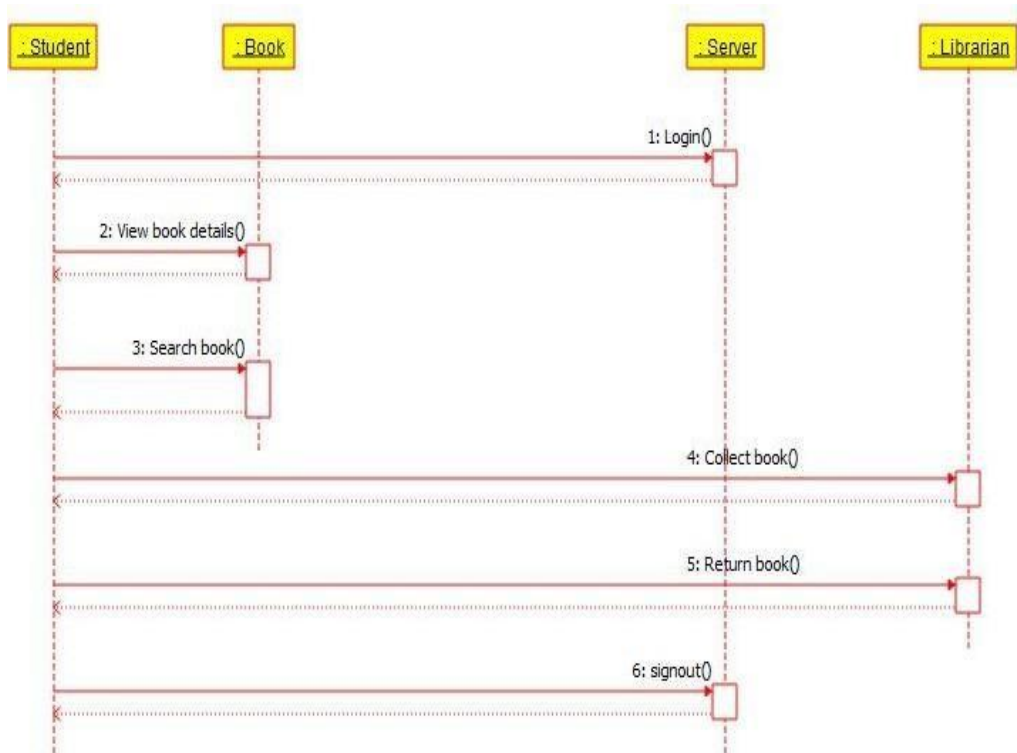 : Student
: Book
: Server
: Librarian
1: Login()
2: View book details()
3: Search book()
4: Collect book()
5: Return book()
6: signout()